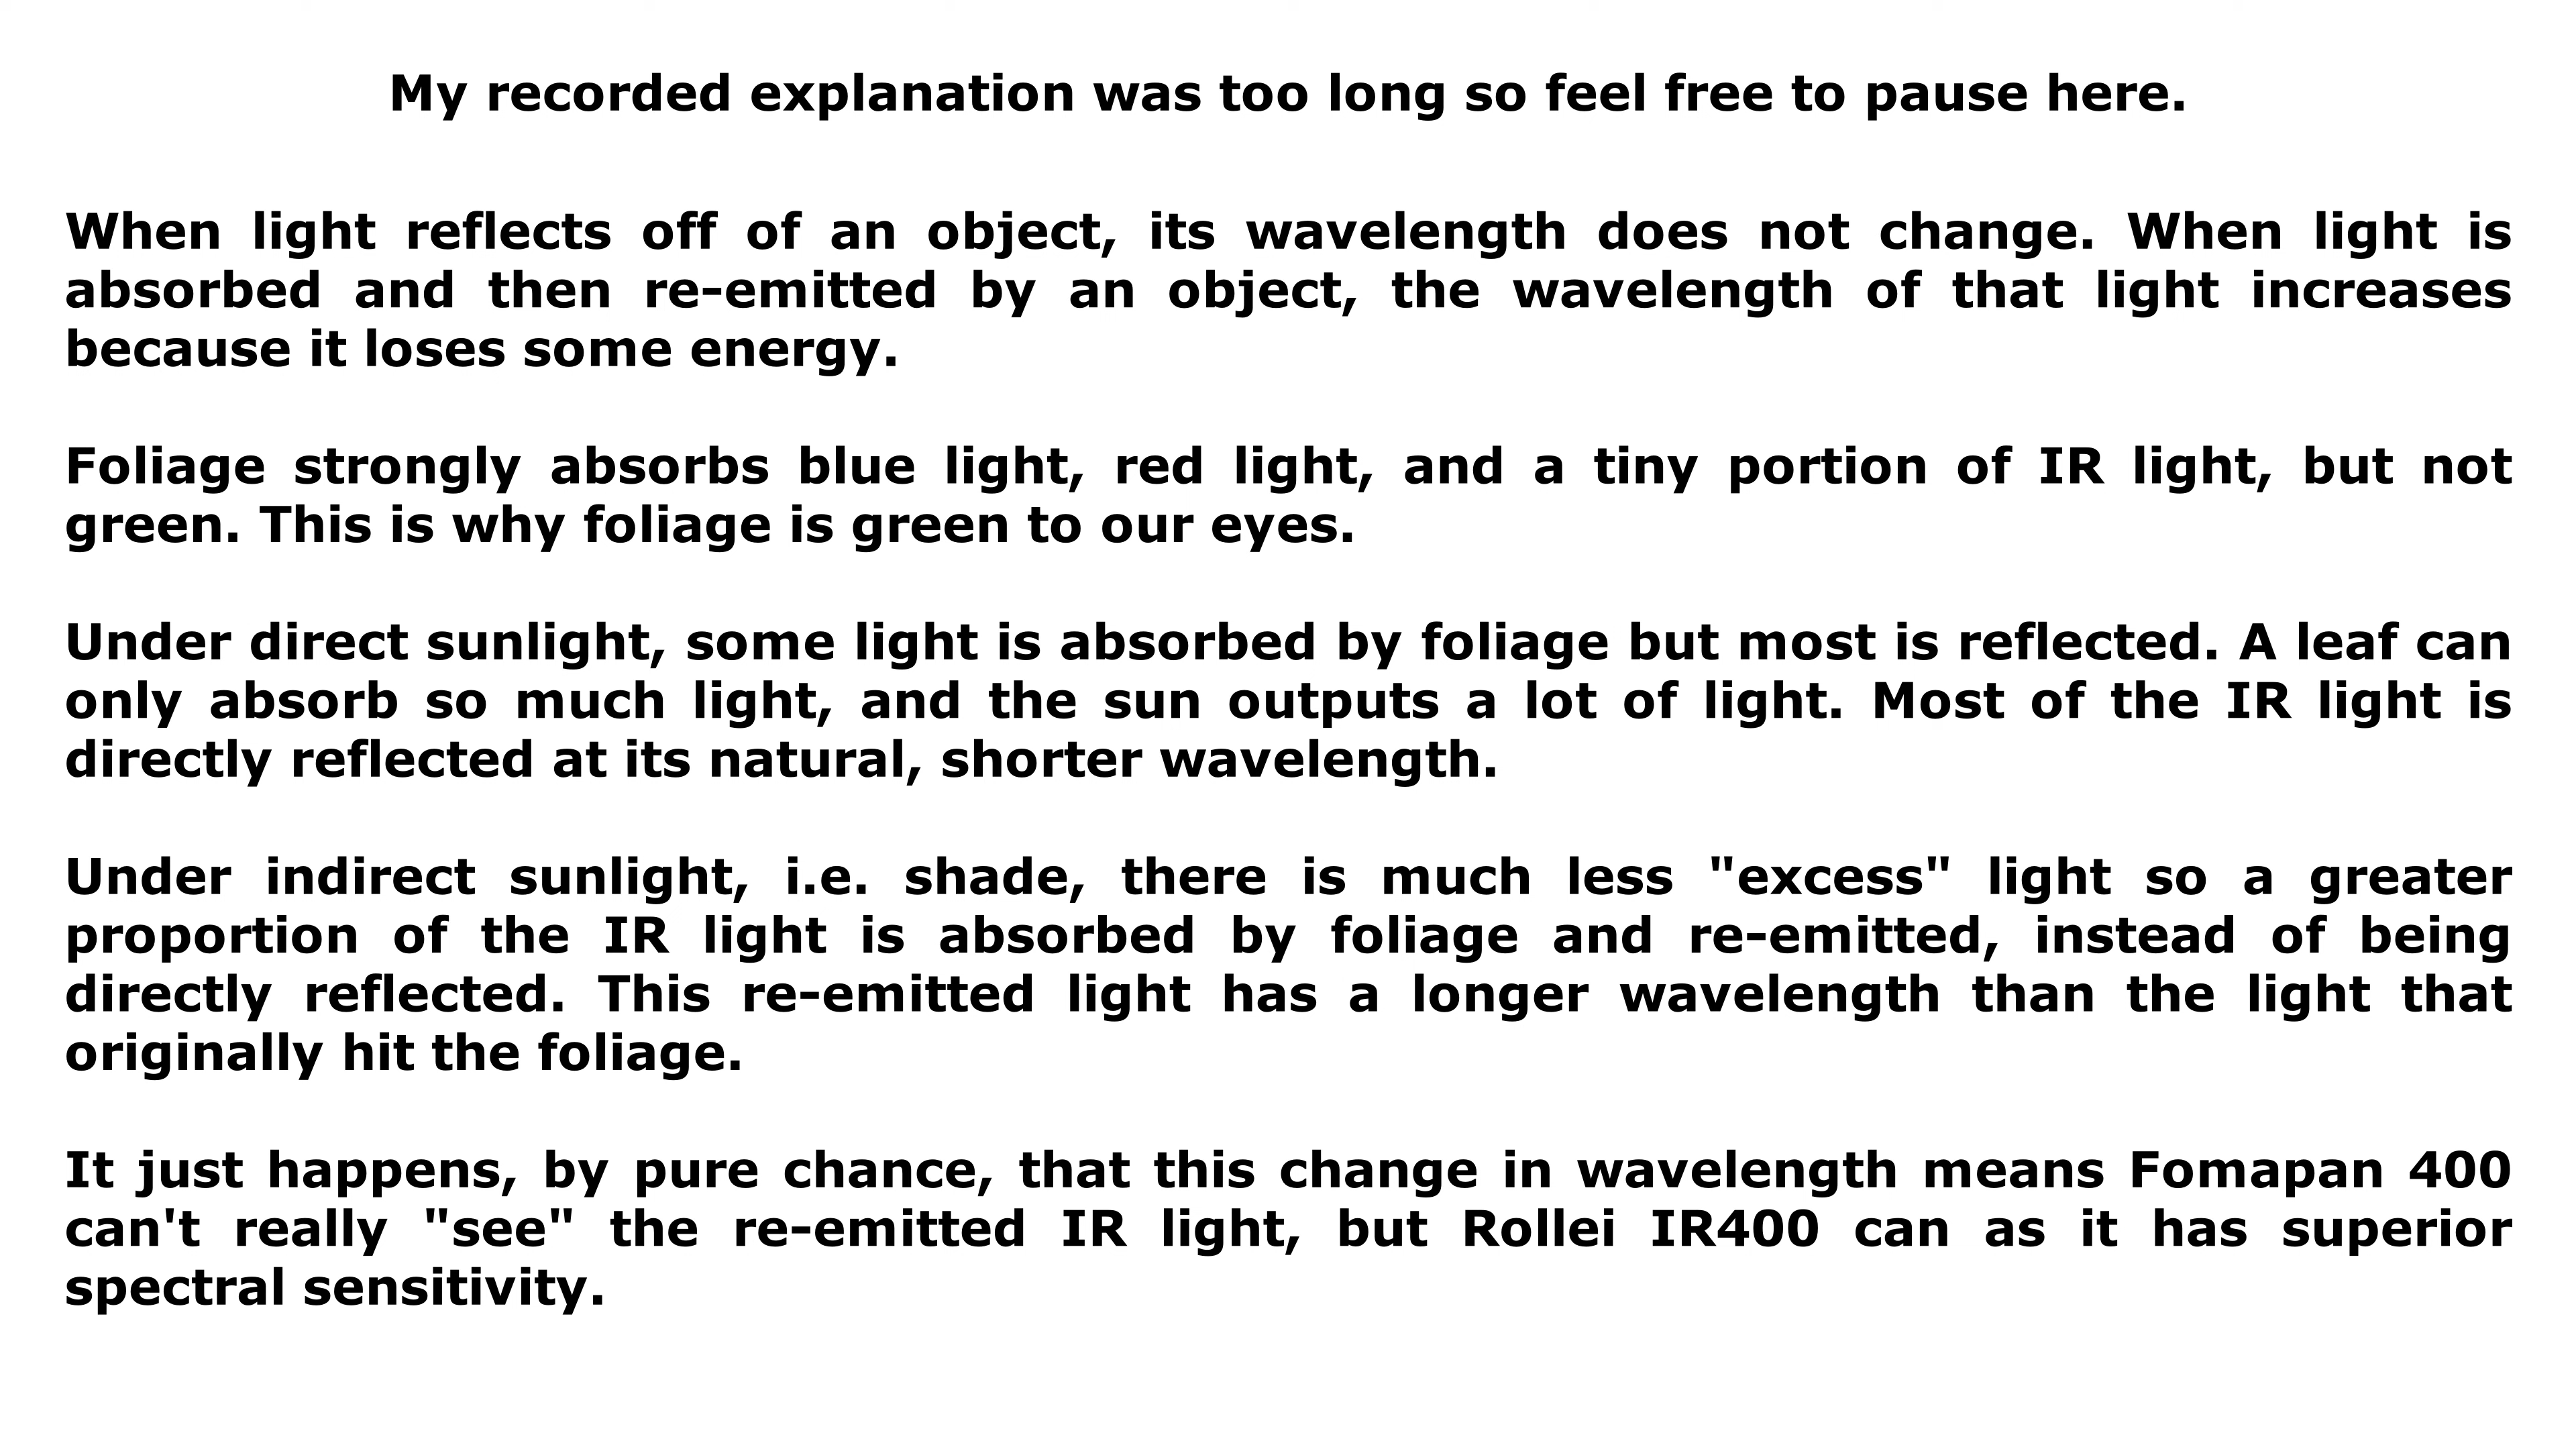 My recorded explanation was too long so feel free to pause here.
When light reflects off of an object, its wavelength does not change. When light is
absorbed and then re-emitted by an object, the wavelength of that light increases
because it loses some energy.
Foliage strongly absorbs blue light, red light, and a tiny portion of IR light, but not
green. This is why foliage is green to our eyes.
Under direct sunlight, some light is absorbed by foliage but most is reflected. A leaf can
only absorb so much light, and the sun outputs a lot of light. Most of the IR light is
directly reflected at its natural, shorter wavelength.
Under indirect sunlight, i.e. shade, there is much less "excess" light so a greater
proportion of the IR light is absorbed by foliage and re-emitted, instead of being
directly reflected. This re-emitted light has a longer wavelength than the light that
originally hit the foliage.
It just happens, by pure chance, that this change in wavelength means Fomapan 400
can't really "see" the re-emitted IR light, but Rollei IR400 can as it has superior
spectral sensitivity.